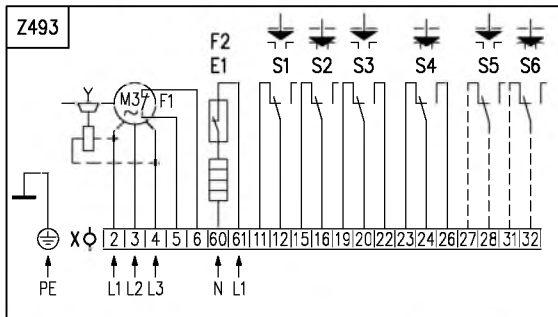 Z493
F2
E1 S1 S2 S3 S4 S5 S6
Y M3 ~ F1
X 2 3 4 5 6 60 61 11 12 15 16 19 20 22 23 24 26 27 28 31 32
PE L1 L2 L3 N L1